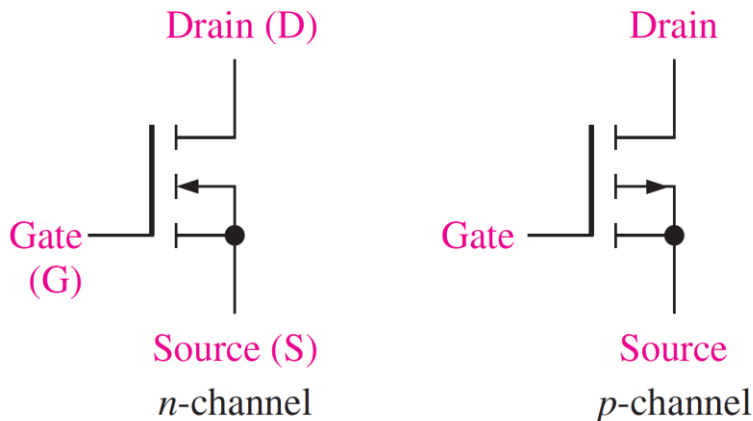 Drain (D)
Gate
(G)
Source (S)
n-channel
Drain
Gate
Source
p-channel